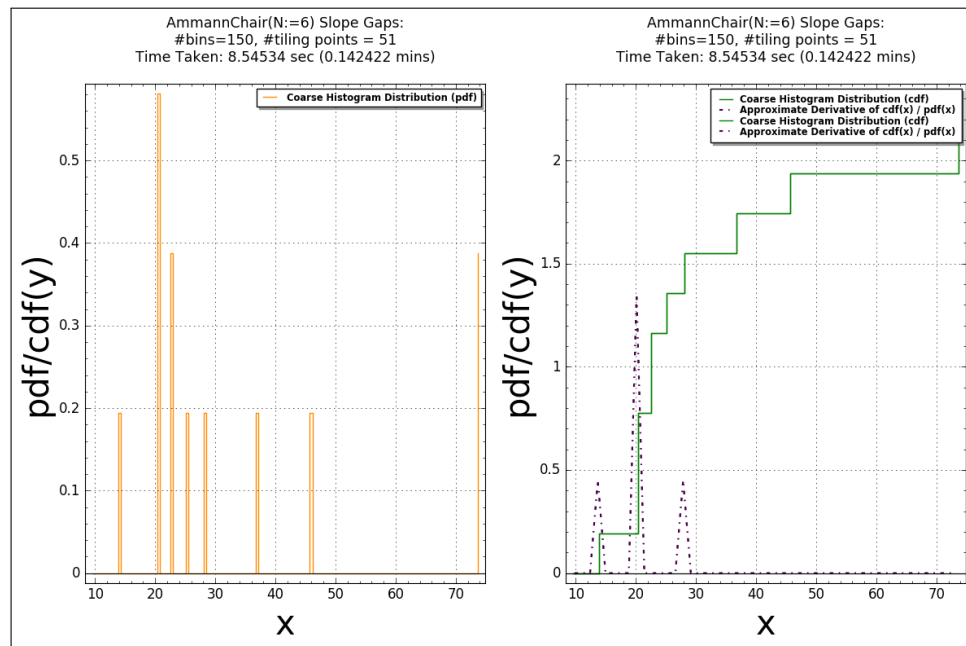 AmmannChair(N:=6) Slope Gaps:
#bins=150, #tiling points = 51
Time Taken: 8.54534 sec (0.142422 mins)
Coarse Histogram Distribution (pdf)
0.5
0.4
0.3
0.2
0.1
0
pdf/cdf(y)
10 20 30 40 50 60 70
x
AmmannChair(N:=6) Slope Gaps:
#bins=150, #tiling points = 51
Time Taken: 8.54534 sec (0.142422 mins)
Coarse Histogram Distribution (cdf)
Approximate Derivative of cdf(x) / pdf(x)
Coarse Histogram Distribution (cdf)
Approximate Derivative of cdf(x) / pdf(x)
2
1.5
1
0.5
0
pdf/cdf(y)
10 20 30 40 50 60 70
x